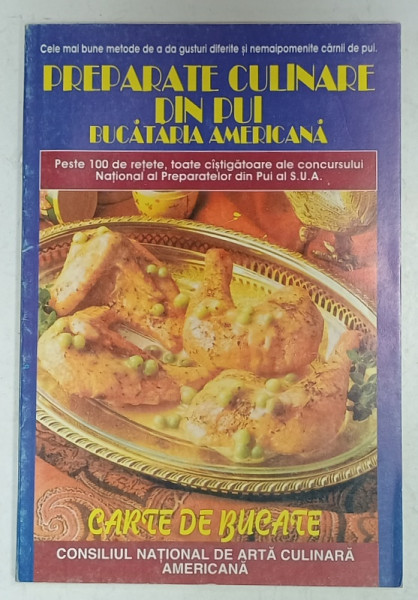 Cele mai bune metode de a da gusturi diferite și nemaipomenite cărnii de pui.
PREPARATE CULINARE
DIN PUI
BUCĂTARIA AMERICANĂ
Peste 100 de rețete, toate cîștigătoare ale concursului
Național al Preparatelor din Pui al S.U.A.
CARTE DE BUCATE
CONSILIUL NAȚIONAL DE ARTĂ CULINARĂ
AMERICANĂ